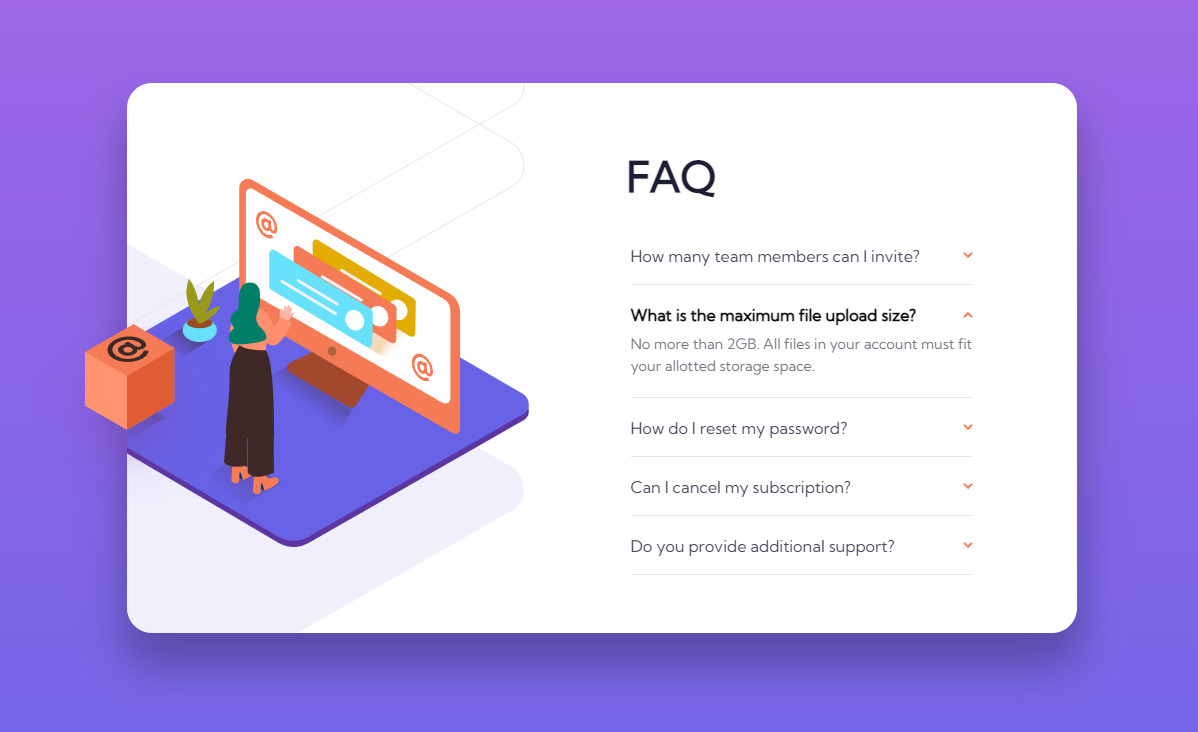 @
@
@
FAQ
How many team members can I invite?
What is the maximum file upload size?
No more than 2GB. All files in your account must fit
your allotted storage space.
How do I reset my password?
Can I cancel my subscription?
Do you provide additional support?